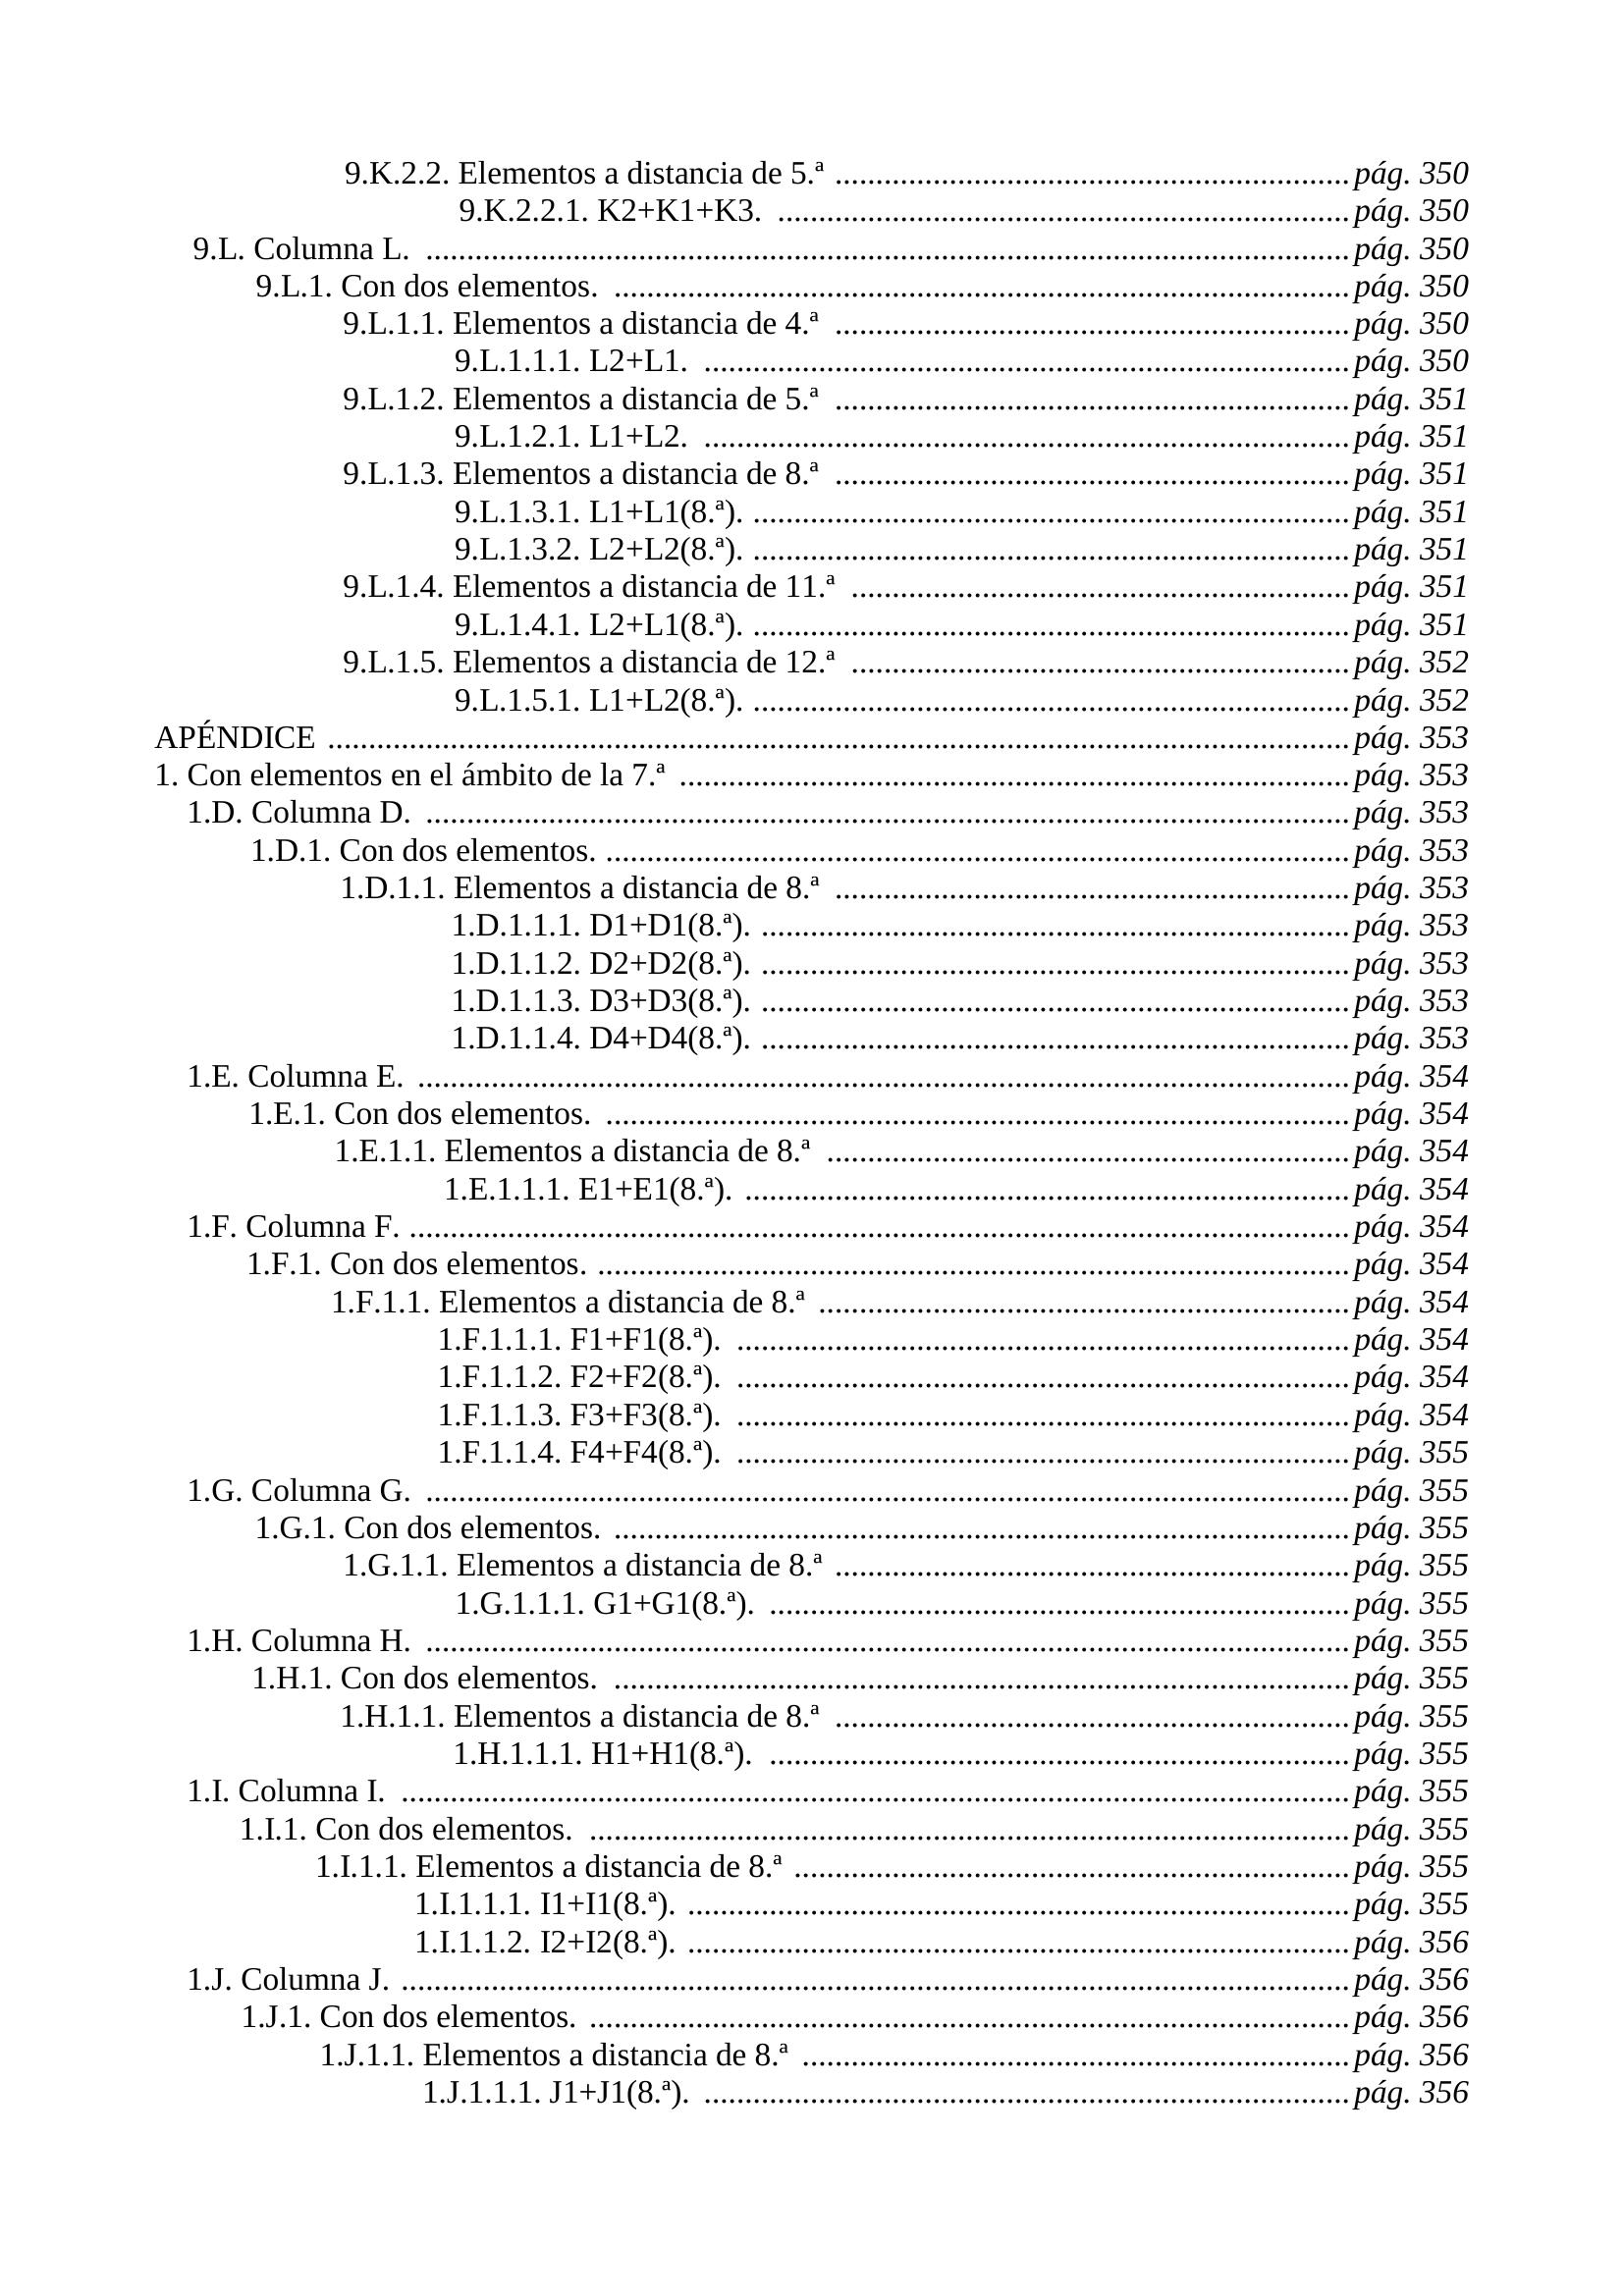 9.K.2.2. Elementos a distancia de 5.ª ............................................................... pág. 350
9.K.2.2.1. K2+K1+K3. ...................................................................... pág. 350
9.L. Columna L. ................................................................................................................. pág. 350
9.L.1. Con dos elementos. .......................................................................................... pág. 350
9.L.1.1. Elementos a distancia de 4.ª ............................................................... pág. 350
9.L.1.1.1. L2+L1. ............................................................................... pág. 350
9.L.1.2. Elementos a distancia de 5.ª ............................................................... pág. 351
9.L.1.2.1. L1+L2. ............................................................................... pág. 351
9.L.1.3. Elementos a distancia de 8.ª ............................................................... pág. 351
9.L.1.3.1. L1+L1(8.ª). ......................................................................... pág. 351
9.L.1.3.2. L2+L2(8.ª). ......................................................................... pág. 351
9.L.1.4. Elementos a distancia de 11.ª ............................................................. pág. 351
9.L.1.4.1. L2+L1(8.ª). ......................................................................... pág. 351
9.L.1.5. Elementos a distancia de 12.ª ............................................................. pág. 352
9.L.1.5.1. L1+L2(8.ª). ......................................................................... pág. 352
APÉNDICE ............................................................................................................................. pág. 353
1. Con elementos en el ámbito de la 7.ª .................................................................................. pág. 353
1.D. Columna D. ................................................................................................................. pág. 353
1.D.1. Con dos elementos. ........................................................................................... pág. 353
1.D.1.1. Elementos a distancia de 8.ª ............................................................... pág. 353
1.D.1.1.1. D1+D1(8.ª). ........................................................................ pág. 353
1.D.1.1.2. D2+D2(8.ª). ........................................................................ pág. 353
1.D.1.1.3. D3+D3(8.ª). ........................................................................ pág. 353
1.D.1.1.4. D4+D4(8.ª). ........................................................................ pág. 353
1.E. Columna E. .................................................................................................................. pág. 354
1.E.1. Con dos elementos. ........................................................................................... pág. 354
1.E.1.1. Elementos a distancia de 8.ª ................................................................ pág. 354
1.E.1.1.1. E1+E1(8.ª). .......................................................................... pág. 354
1.F. Columna F. ................................................................................................................... pág. 354
1.F.1. Con dos elementos. ............................................................................................ pág. 354
1.F.1.1. Elementos a distancia de 8.ª ................................................................. pág. 354
1.F.1.1.1. F1+F1(8.ª). ........................................................................... pág. 354
1.F.1.1.2. F2+F2(8.ª). ........................................................................... pág. 354
1.F.1.1.3. F3+F3(8.ª). ........................................................................... pág. 354
1.F.1.1.4. F4+F4(8.ª). ........................................................................... pág. 355
1.G. Columna G. ................................................................................................................. pág. 355
1.G.1. Con dos elementos. .......................................................................................... pág. 355
1.G.1.1. Elementos a distancia de 8.ª ............................................................... pág. 355
1.G.1.1.1. G1+G1(8.ª). ....................................................................... pág. 355
1.H. Columna H. ................................................................................................................. pág. 355
1.H.1. Con dos elementos. .......................................................................................... pág. 355
1.H.1.1. Elementos a distancia de 8.ª ............................................................... pág. 355
1.H.1.1.1. H1+H1(8.ª). ....................................................................... pág. 355
1.I. Columna I. .................................................................................................................... pág. 355
1.I.1. Con dos elementos. ............................................................................................. pág. 355
1.I.1.1. Elementos a distancia de 8.ª .................................................................... pág. 355
1.I.1.1.1. I1+I1(8.ª). ................................................................................. pág. 355
1.I.1.1.2. I2+I2(8.ª). ................................................................................. pág. 356
1.J. Columna J. .................................................................................................................... pág. 356
1.J.1. Con dos elementos. ............................................................................................. pág. 356
1.J.1.1. Elementos a distancia de 8.ª ................................................................... pág. 356
1.J.1.1.1. J1+J1(8.ª). ............................................................................... pág. 356